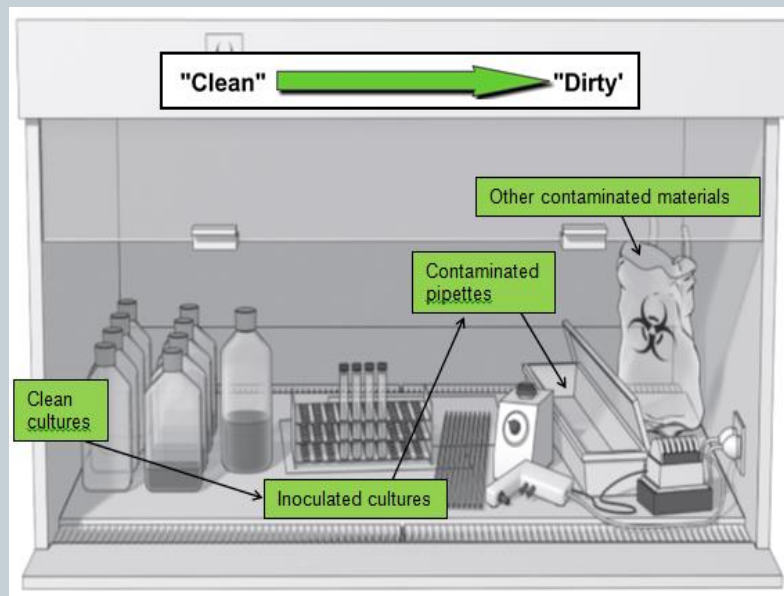 "Clean" "Dirty'
Other contaminated materials
Contaminated
pipettes
Clean
cultures
Inoculated cultures